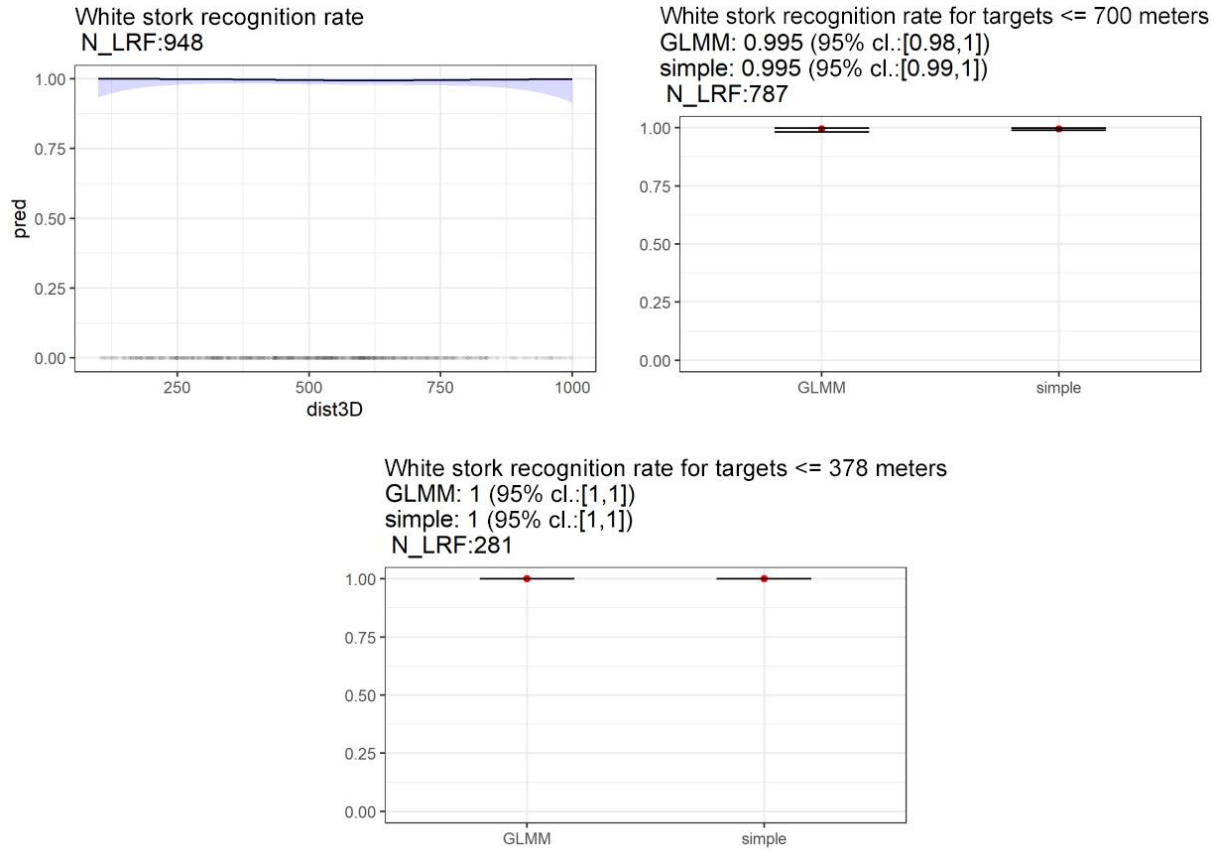 White stork recognition rate
N_LRF:948
1.00
0.75
0.50
0.25
0.00
pred
250 500 750 1000
dist3D
White stork recognition rate for targets <= 700 meters
GLMM: 0.995 (95% cl.:[0.98,1])
simple: 0.995 (95% cl.:[0.99,1])
N_LRF:787
1.00
0.75
0.50
0.25
0.00
GLMM simple
White stork recognition rate for targets <= 378 meters
GLMM: 1 (95% cl.:[1,1])
simple: 1 (95% cl.:[1,1])
N_LRF:281
1.00
0.75
0.50
0.25
0.00
GLMM simple